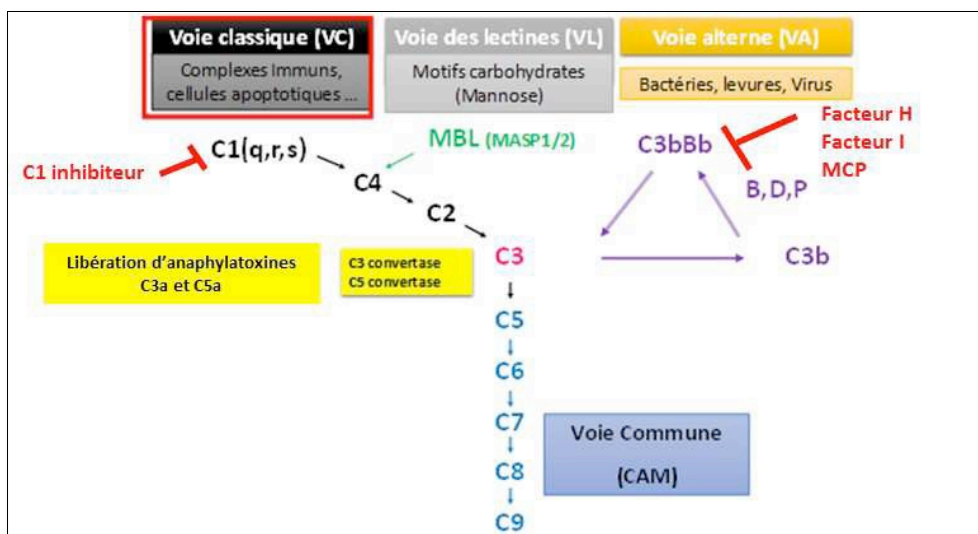 Voie classique (VC)
Complexes Immuns,
cellules apoptotiques ...
Voie des lectines (VL)
Motifs carbohydrates
(Mannose)
Voie alterne (VA)
Bactéries, levures, Virus
C1 inhibiteur
C1(q,r,s)
MBL (MASP1/2)
C3bBb
Facteur H
Facteur I
MCP
B,D,P
C4
C2
C3
C3b
Libération d'anaphylatoxines
C3a et C5a
C3 convertase
C5 convertase
C5
C6
C7
C8
C9
Voie Commune
(CAM)